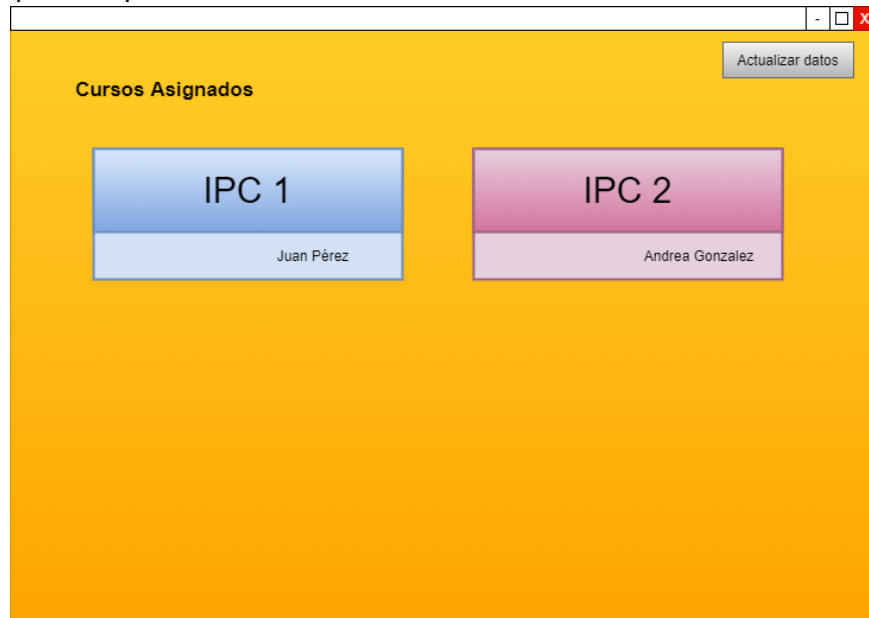 - X
Actualizar datos
Cursos Asignados
IPC 1
IPC 2
Juan Pérez
Andrea Gonzalez